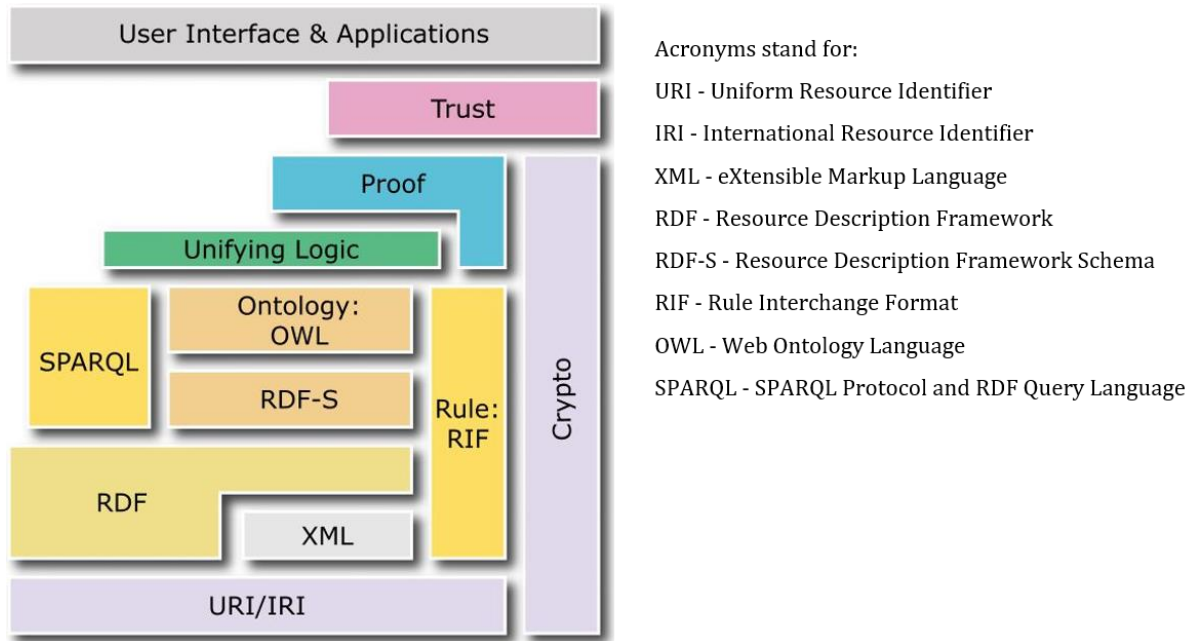 User Interface & Applications
Trust
Proof
Unifying Logic
Ontology:
OWL
SPARQL
RDF-S
Rule:
RIF
Crypto
RDF
XML
URI/IRI
Acronyms stand for:
URI - Uniform Resource Identifier
IRI - International Resource Identifier
XML - eXtensible Markup Language
RDF - Resource Description Framework
RDF-S - Resource Description Framework Schema
RIF - Rule Interchange Format
OWL - Web Ontology Language
SPARQL - SPARQL Protocol and RDF Query Language